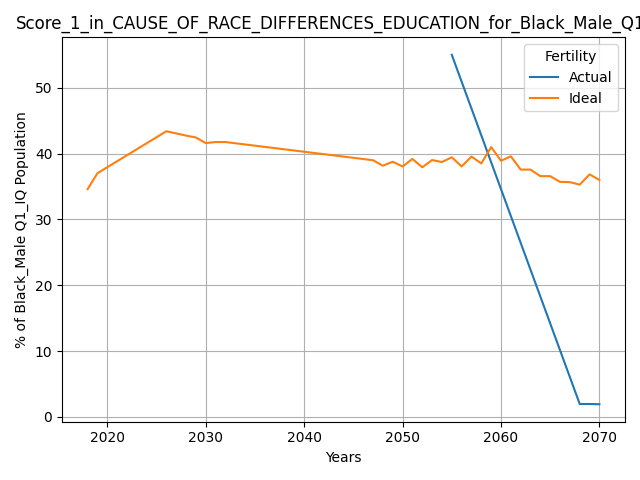 Score_1_in_CAUSE_OF_RACE_DIFFERENCES_EDUCATION_for_Black_Male_Q1
Fertility
Actual
Ideal
% of Black_Male Q1_IQ Population
50
40
30
20
10
0
2020 2030 2040 2050 2060 2070
Years